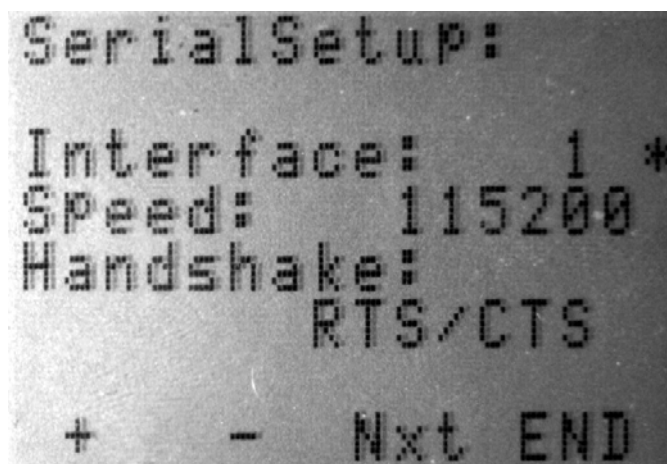 SerialSetup:
Interface: 1 *
Speed: 115200
Handshake:
RTS/CTS
+ - Nxt END